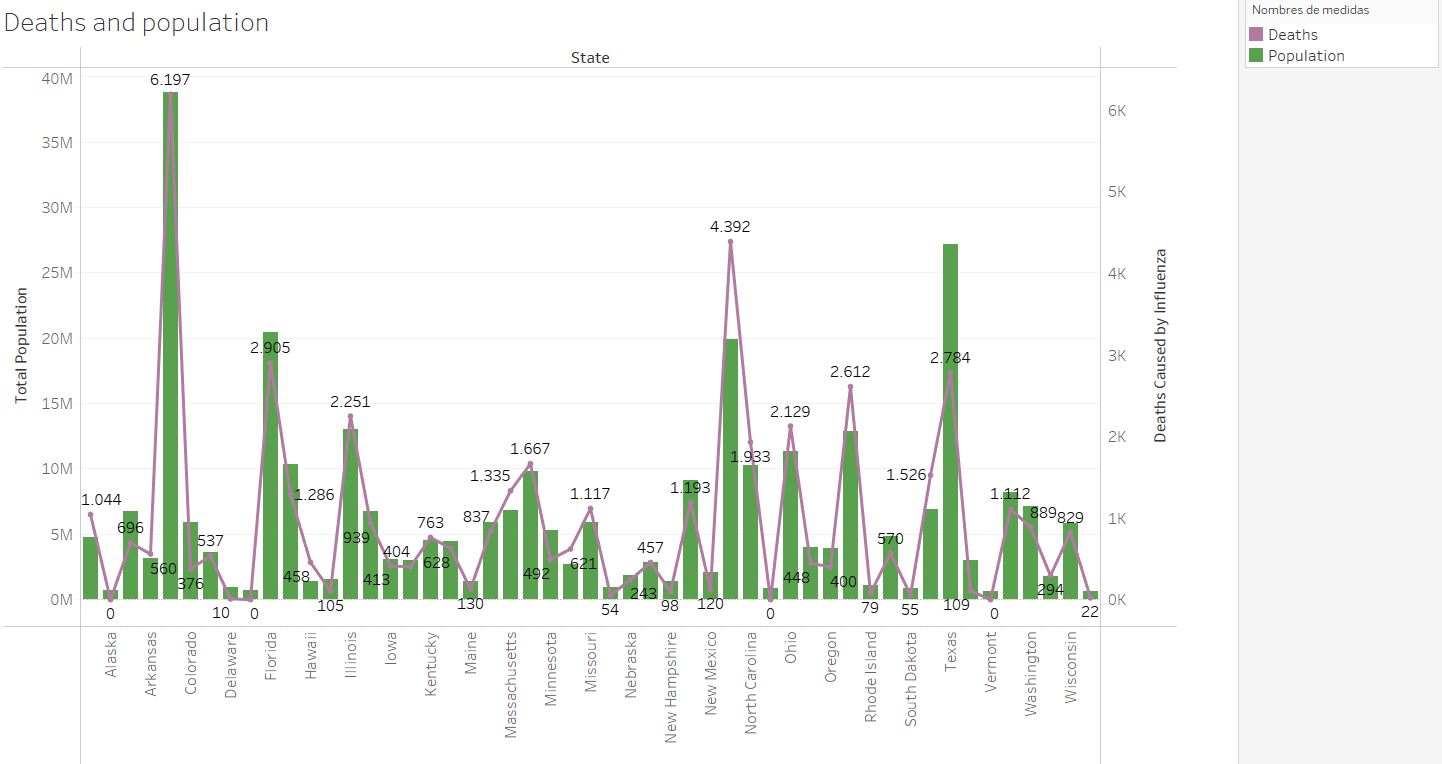 Deaths and population
Nombres de medidas
Deaths
Population
State
Total Population
40M
35M
30M
25M
20M
15M
10M
5M
0M
Deaths Caused by Influenza
6K
5K
4K
3K
2K
1K
0K
1.044
0
696
560
6.197
376
537
10
0
2.905
1.286
458
105
2.251
939
413
404
763
628
130
837
1.335
1.667
492
621
1.117
54
243
457
98
1.193
120
4.392
1.933
0
2.129
448
400
2.612
79
570
55
1.526
2.784
109
0
1.112
889
294
829
22
Alaska
Arkansas
Colorado
Delaware
Florida
Hawaii
Illinois
Iowa
Kentucky
Maine
Massachusetts
Minnesota
Missouri
Nebraska
New Hampshire
New Mexico
North Carolina
Ohio
Oregon
Rhode Island
South Dakota
Texas
Vermont
Washington
Wisconsin